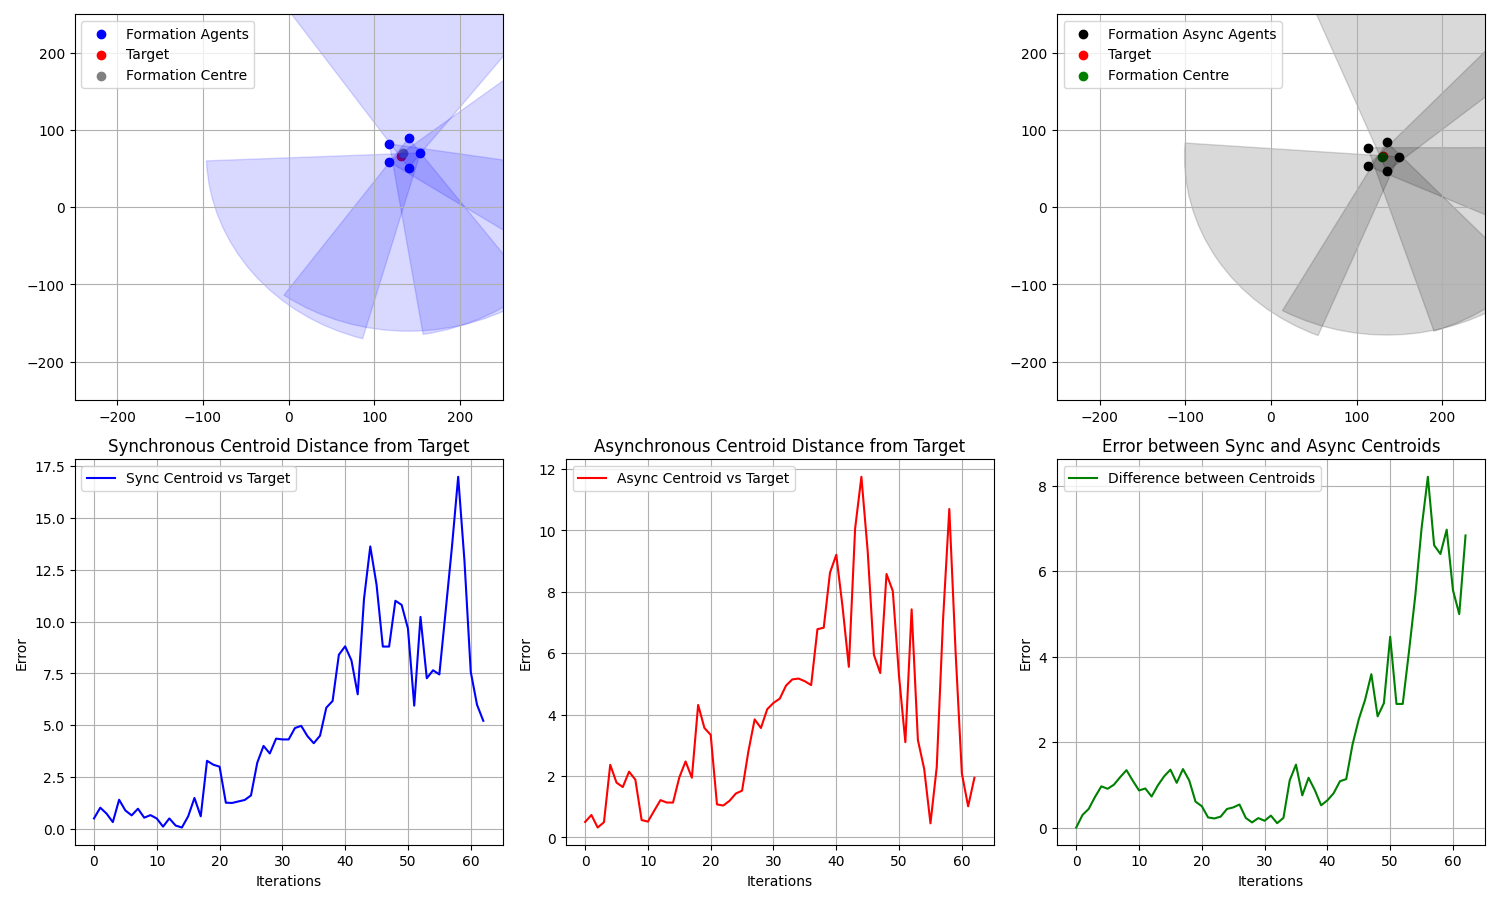 Formation Agents
Target
Formation Centre
200
100
0
−100
−200
−200 −100 0 100 200
Formation Async Agents
Target
Formation Centre
200
100
0
−100
−200
−200 −100 0 100 200
Synchronous Centroid Distance from Target
Sync Centroid vs Target
17.5
15.0
12.5
10.0
7.5
5.0
2.5
0.0
Error
0 10 20 30 40 50 60
Iterations
Asynchronous Centroid Distance from Target
Async Centroid vs Target
12
10
8
6
4
2
0
Error
0 10 20 30 40 50 60
Iterations
Error between Sync and Async Centroids
Difference between Centroids
8
6
4
2
0
Error
0 10 20 30 40 50 60
Iterations